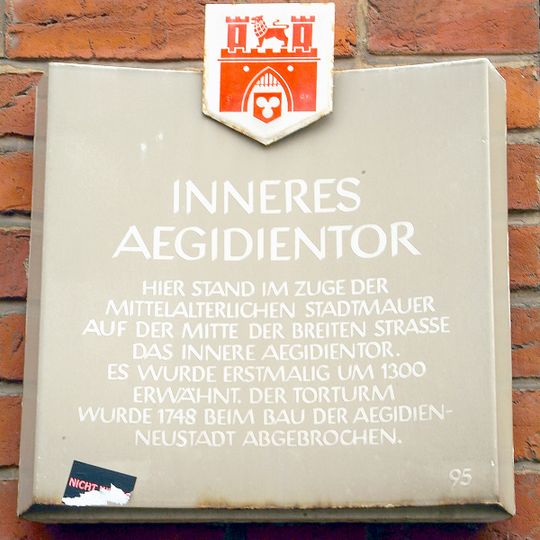 INNERES
AEGIDIENTOR
HIER STAND IM ZUGE DER
MITTELALTERLICHEN STADTMAUER
AUF DER MITTE DER BREITEN STRASSE
DAS INNERE AEGIDIENTOR.
ES WURDE ERSTMALIG UM 1300
ERWÄHNT. DER TORTURM
WURDE 1748 BEIM BAU DER AEGIDIEN-
NEUSTADT ABGEBROCHEN.
NICHT
95